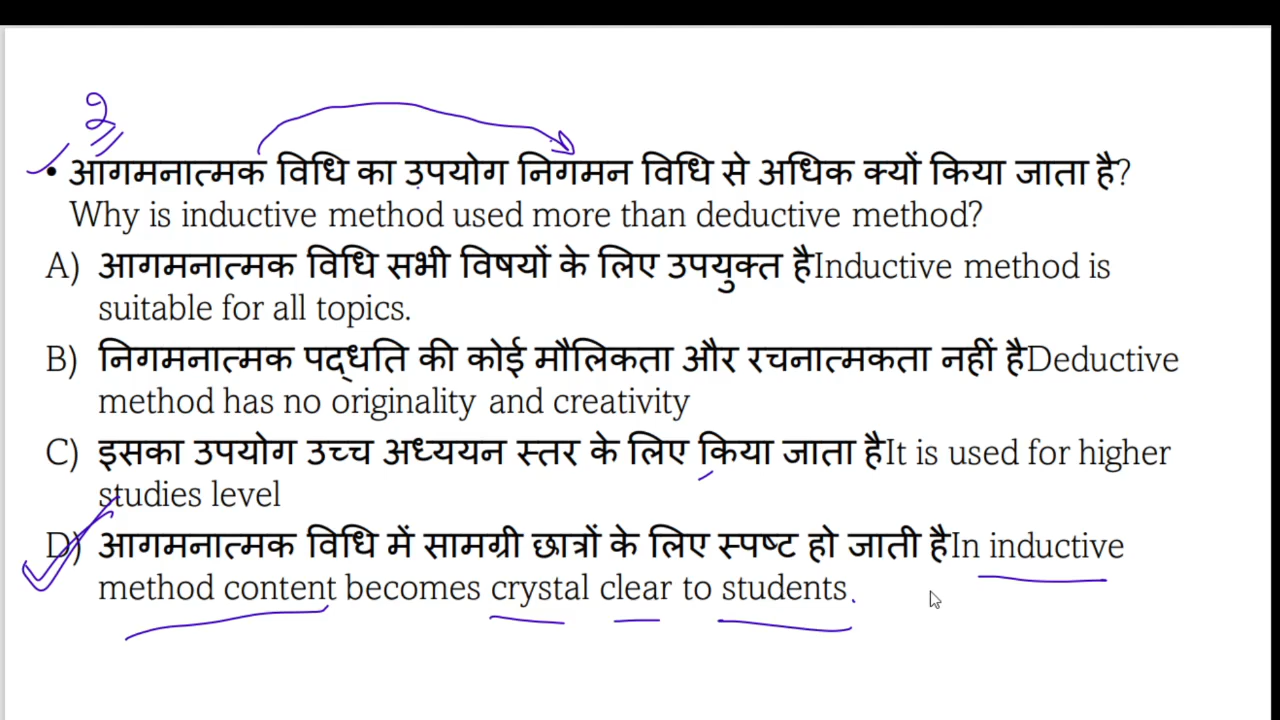 2
• आगमनात्मक विधि का उपयोग निगमन विधि से अधिक क्यों किया जाता है?
Why is inductive method used more than deductive method?
A) आगमनात्मक विधि सभी विषयों के लिए उपयुक्त हैInductive method is
suitable for all topics.
B) निगमनात्मक पद्धति की कोई मौलिकता और रचनात्मकता नहीं हैDeductive
method has no originality and creativity
C) इसका उपयोग उच्च अध्ययन स्तर के लिए किया जाता हैIt is used for higher
studies level
D) आगमनात्मक विधि में सामग्री छात्रों के लिए स्पष्ट हो जाती हैIn inductive
method content becomes crystal clear to students.